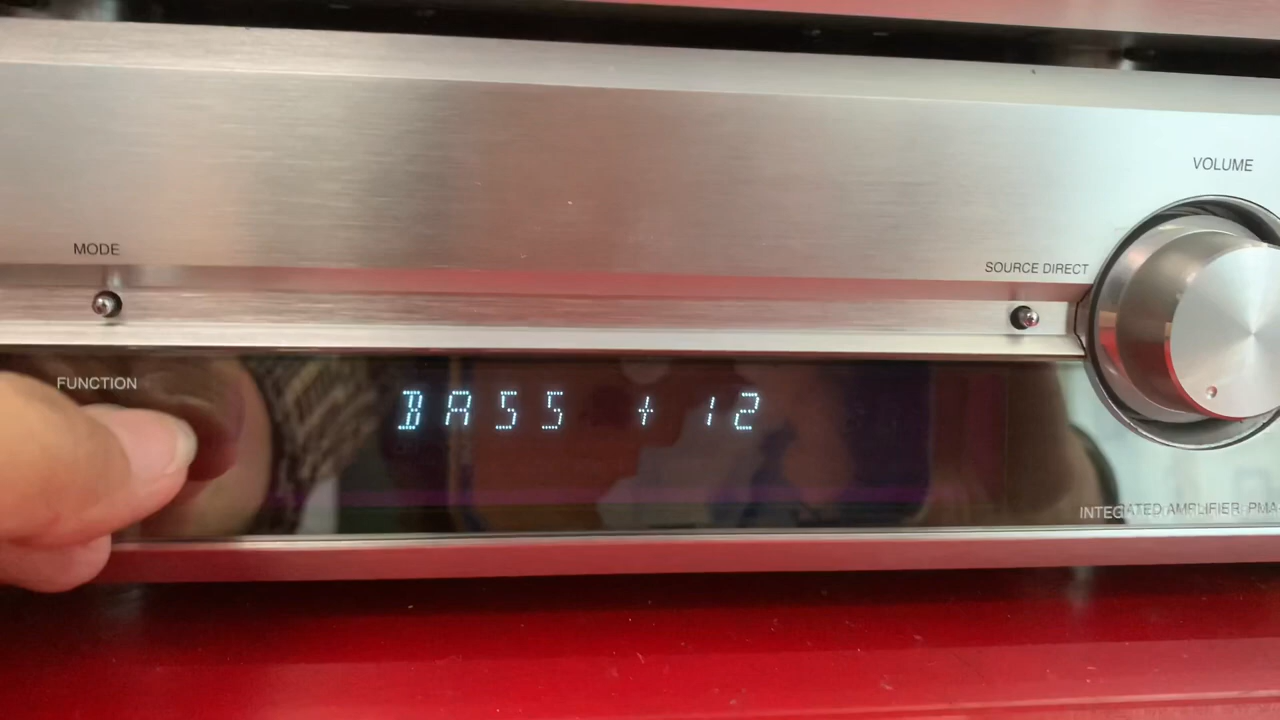 VOLUME
MODE
SOURCE DIRECT
FUNCTION
BASS + 12
INTEGRATED AMPLIFIER PMA-